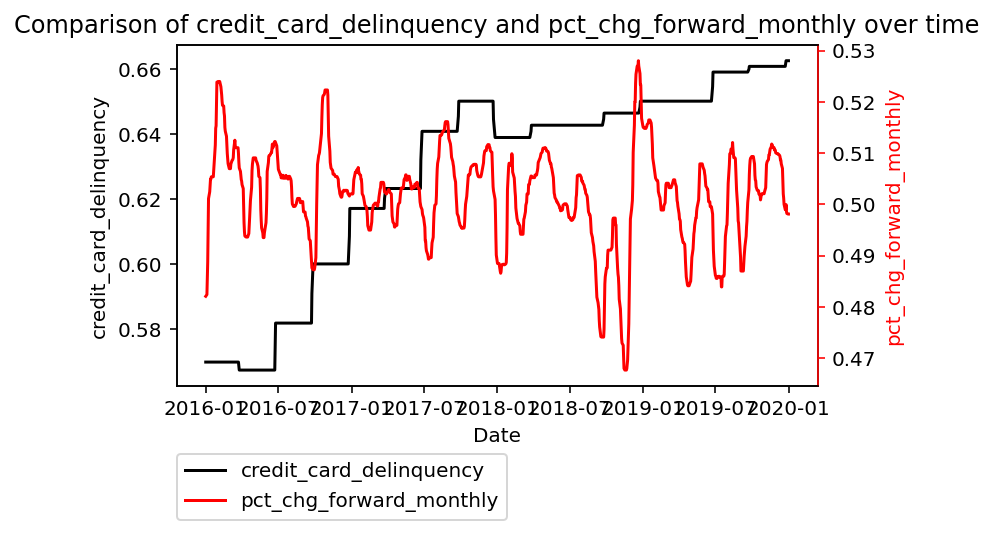 Comparison of credit_card_delinquency and pct_chg_forward_monthly over time
credit_card_delinquency
0.66
0.64
0.62
0.60
0.58
0.53
0.52
0.51
0.50
0.49
0.48
0.47
pct_chg_forward_monthly
2016-01 2016-07 2017-01 2017-07 2018-01 2018-07 2019-01 2019-07 2020-01
Date
credit_card_delinquency
pct_chg_forward_monthly